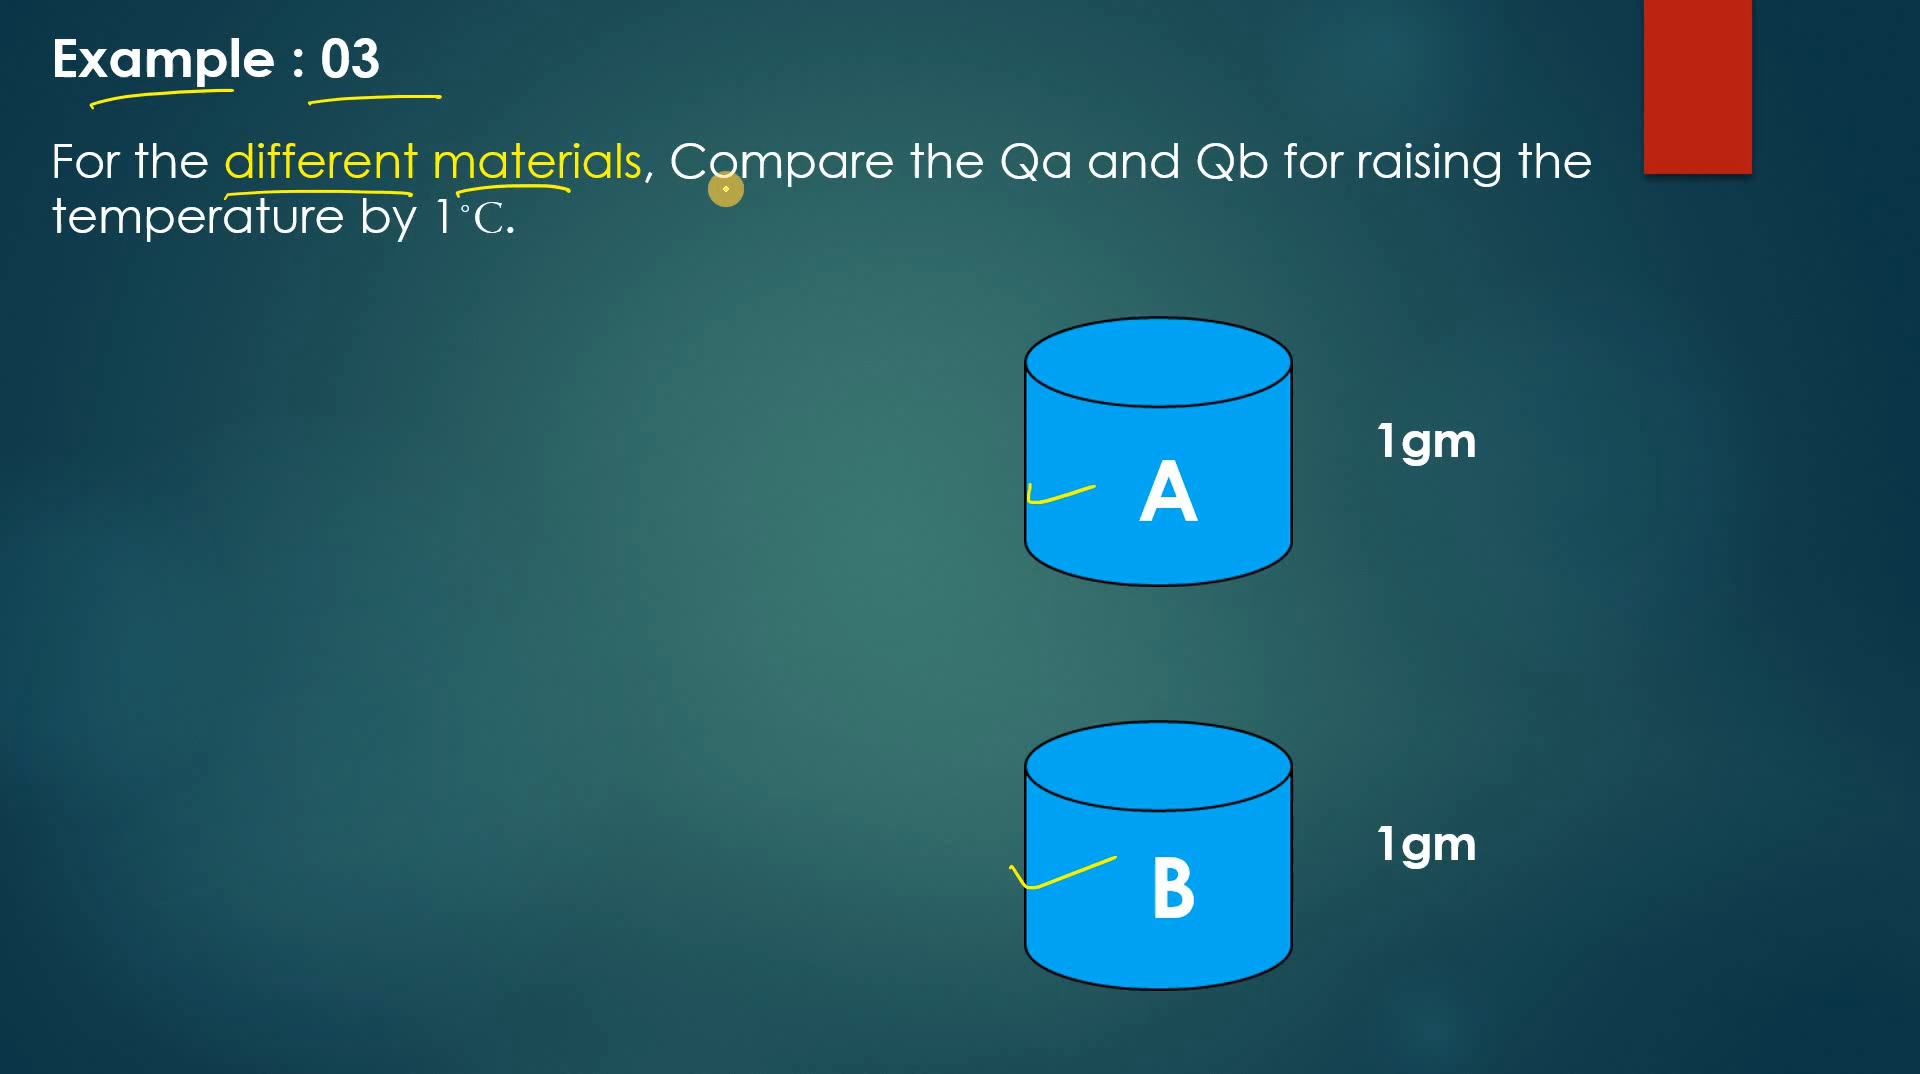 Example : 03
For the different materials, Compare the Qa and Qb for raising the
temperature by 1°C.
A
1gm
B
1gm